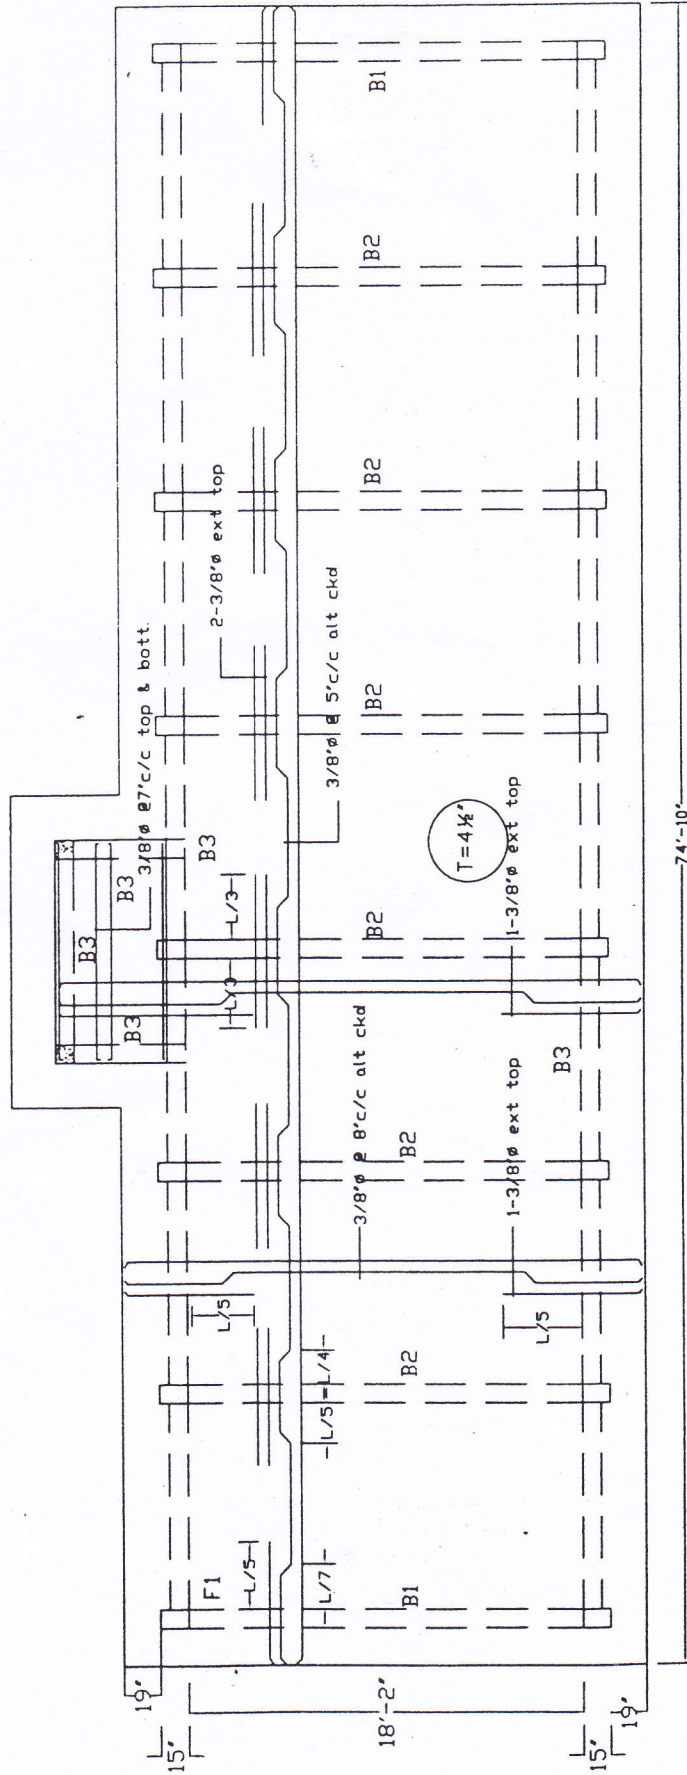 B1
B2
B2
B2
B2
B2
B2
B1
2-3/8"ø ext top
3/8"ø @7"c/c top & bott.
3/8"ø @ 5"c/c alt ckd
T=4½"
1-3/8"ø ext top
B3
B3
B3
B3
L/3
L/3
3/8"ø @ 8"c/c alt ckd
1-3/8"ø ext top
B3
L/5
L/5
L/5=L/4
L/5
L/7
F1
19"
15"
18'-2"
15"
19"
74'-10"